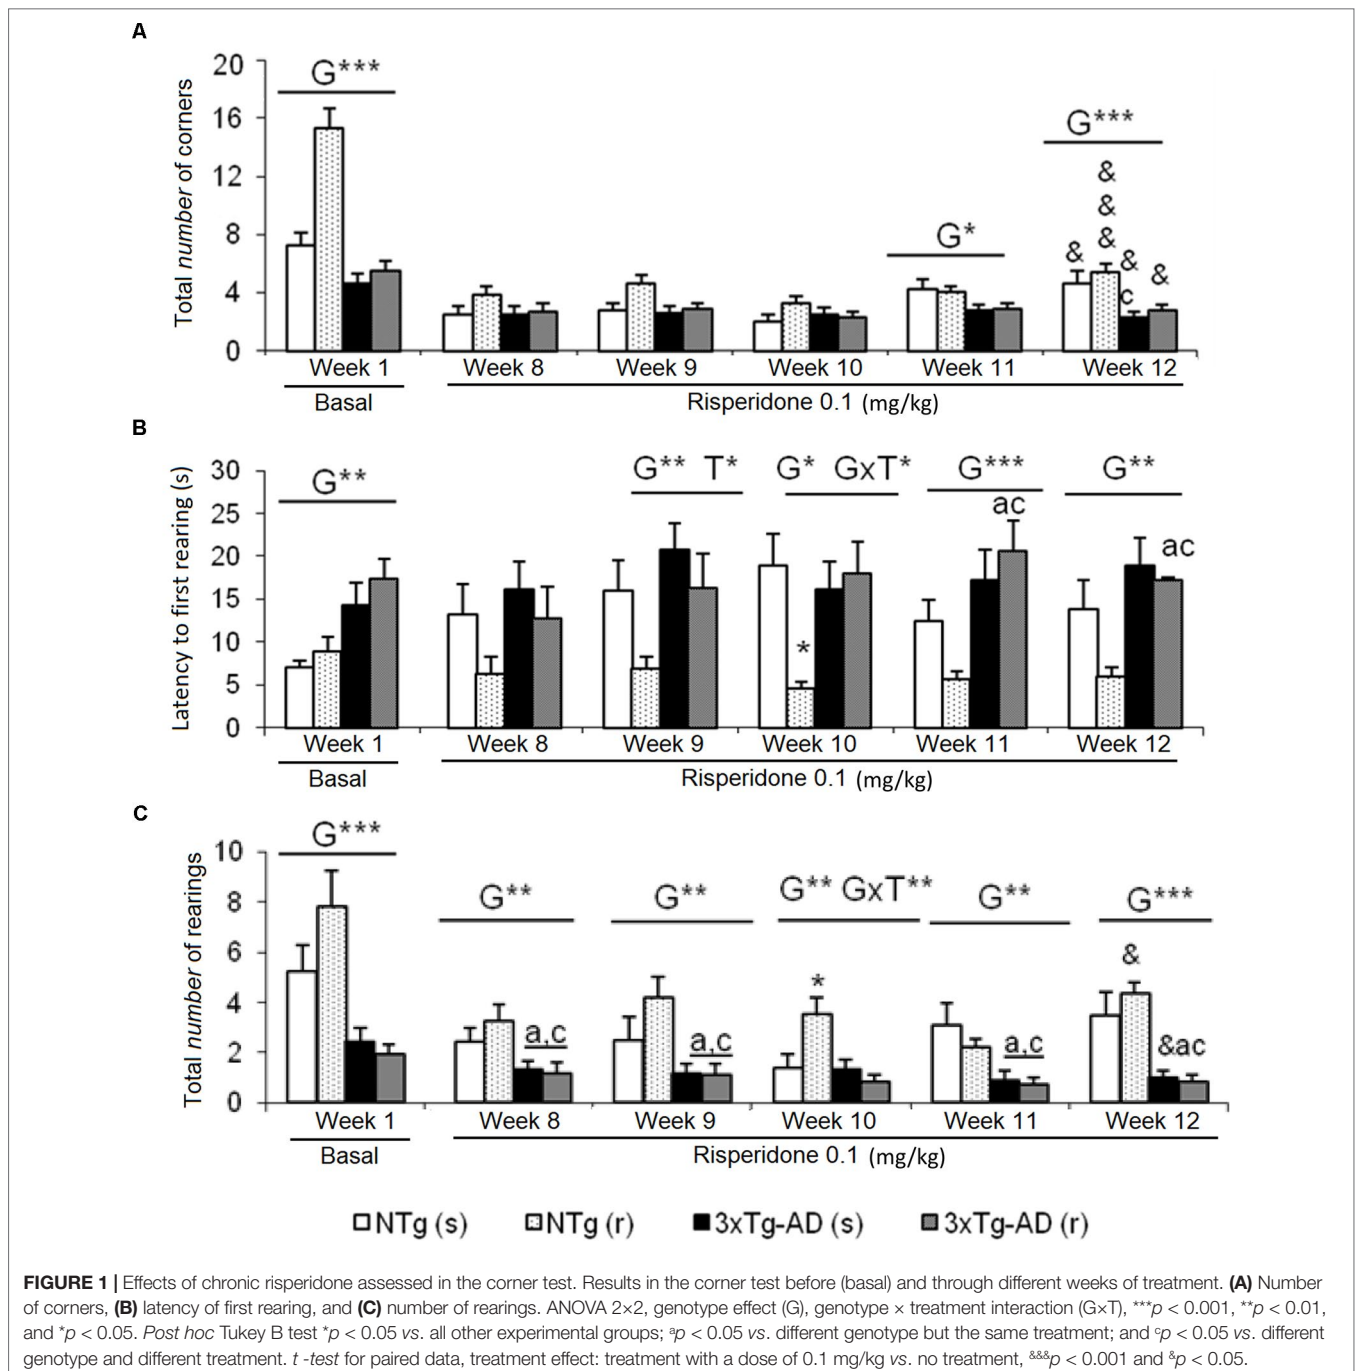 A
Total number of corners
20
16
12
8
4
0
G***
G*
G***
&
&
&
&
&
&
c
Week 1 Week 8 Week 9 Week 10 Week 11 Week 12
Basal Risperidone 0.1 (mg/kg)
B
Latency to first rearing (s)
30
25
20
15
10
5
0
G** G** T* G* GxT* G*** G**
ac
ac
*
Week 1 Week 8 Week 9 Week 10 Week 11 Week 12
Basal Risperidone 0.1 (mg/kg)
C
Total number of rearings
10
8
6
4
2
0
G***
G** G** G** GxT** G** G***
&
*
a,c a,c a,c &ac
Week 1 Week 8 Week 9 Week 10 Week 11 Week 12
Basal Risperidone 0.1 (mg/kg)
NTg (s) NTg (r) 3xTg-AD (s) 3xTg-AD (r)
FIGURE 1 | Effects of chronic risperidone assessed in the corner test. Results in the corner test before (basal) and through different weeks of treatment. (A) Number
of corners, (B) latency of first rearing, and (C) number of rearings. ANOVA 2×2, genotype effect (G), genotype × treatment interaction (G×T), ***p < 0.001, **p < 0.01,
and *p < 0.05. Post hoc Tukey B test *p < 0.05 vs. all other experimental groups; ᵃp < 0.05 vs. different genotype but the same treatment; and ᶜp < 0.05 vs. different
genotype and different treatment. t -test for paired data, treatment effect: treatment with a dose of 0.1 mg/kg vs. no treatment, &&&p < 0.001 and &p < 0.05.